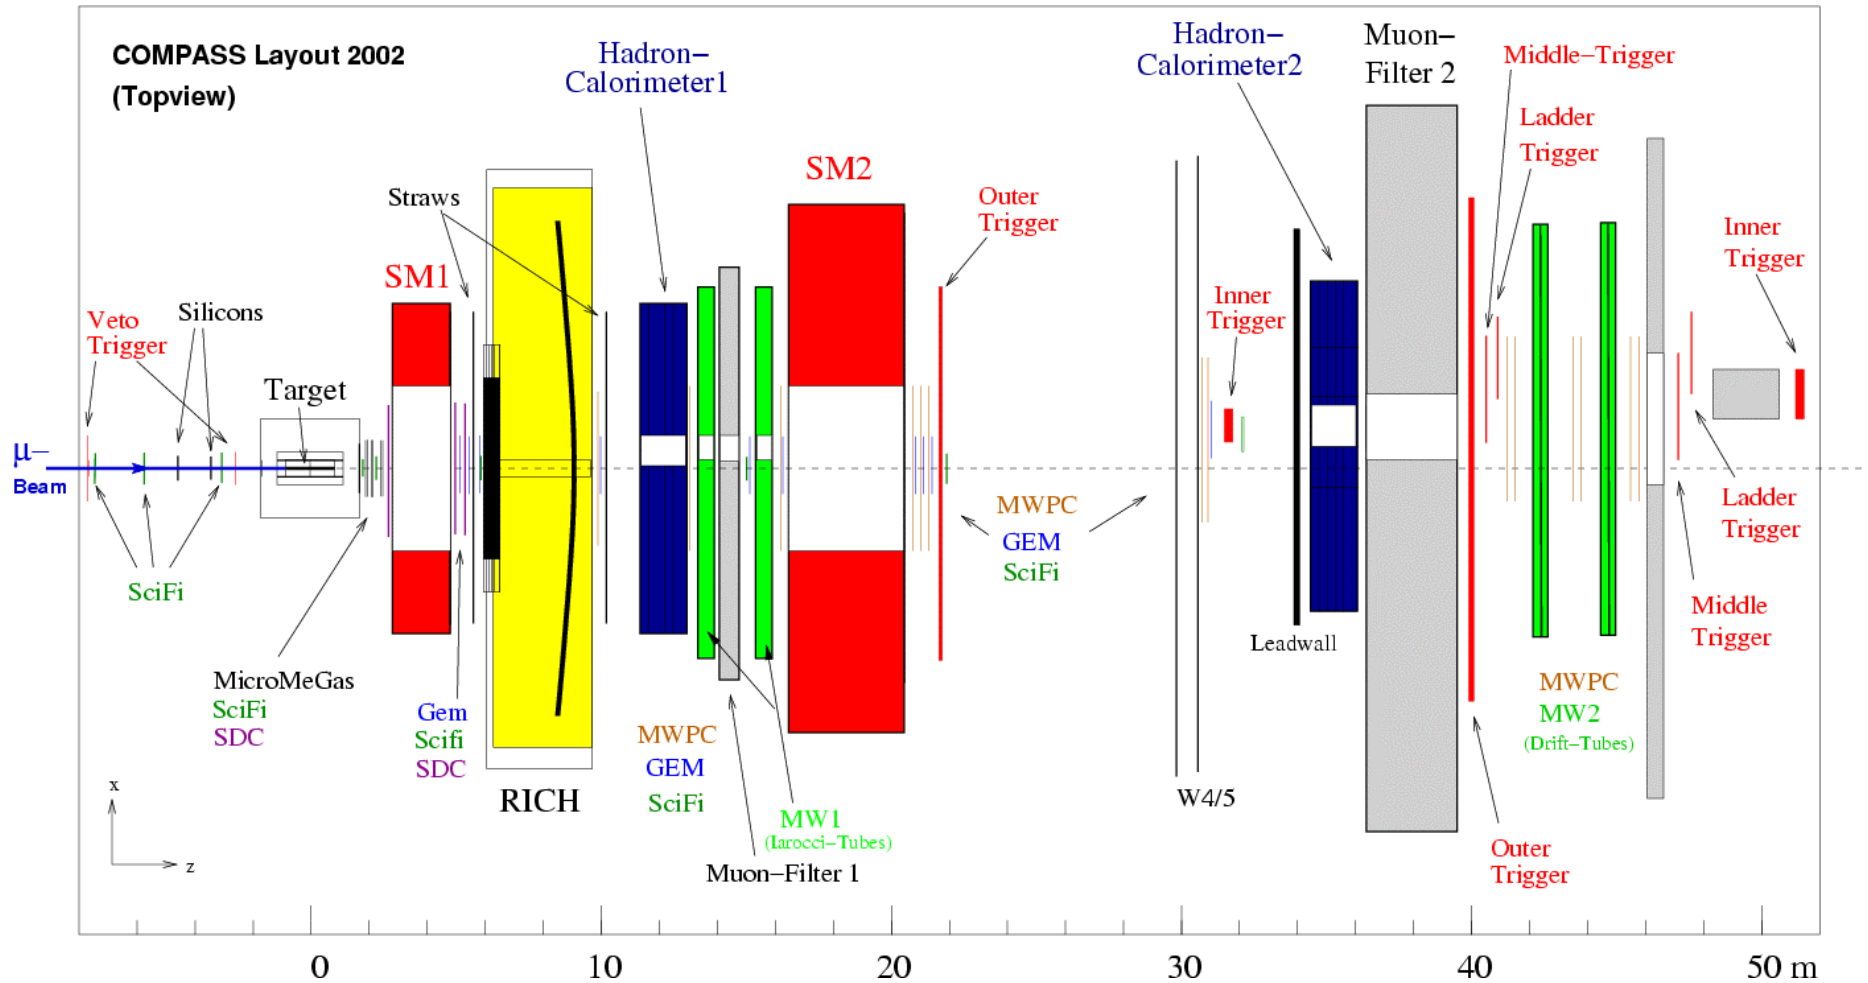 COMPASS Layout 2002
(Topview)
Hadron–
Calorimeter1
Hadron–
Calorimeter2
Muon–
Filter 2
Middle–Trigger
Ladder
Trigger
SM2
Straws
Outer
Trigger
Inner
Trigger
SM1
Veto
Trigger
Silicons
Inner
Trigger
Target
μ–
Beam
MWPC
GEM
SciFi
Ladder
Trigger
SciFi
Middle
Trigger
Leadwall
MicroMeGas
SciFi
SDC
Gem
Scifi
SDC
MWPC
GEM
SciFi
MWPC
MW2
(Drift–Tubes)
RICH
W4/5
MW1
(Iarocci–Tubes)
Muon–Filter 1
Outer
Trigger
x
z
0 10 20 30 40 50 m